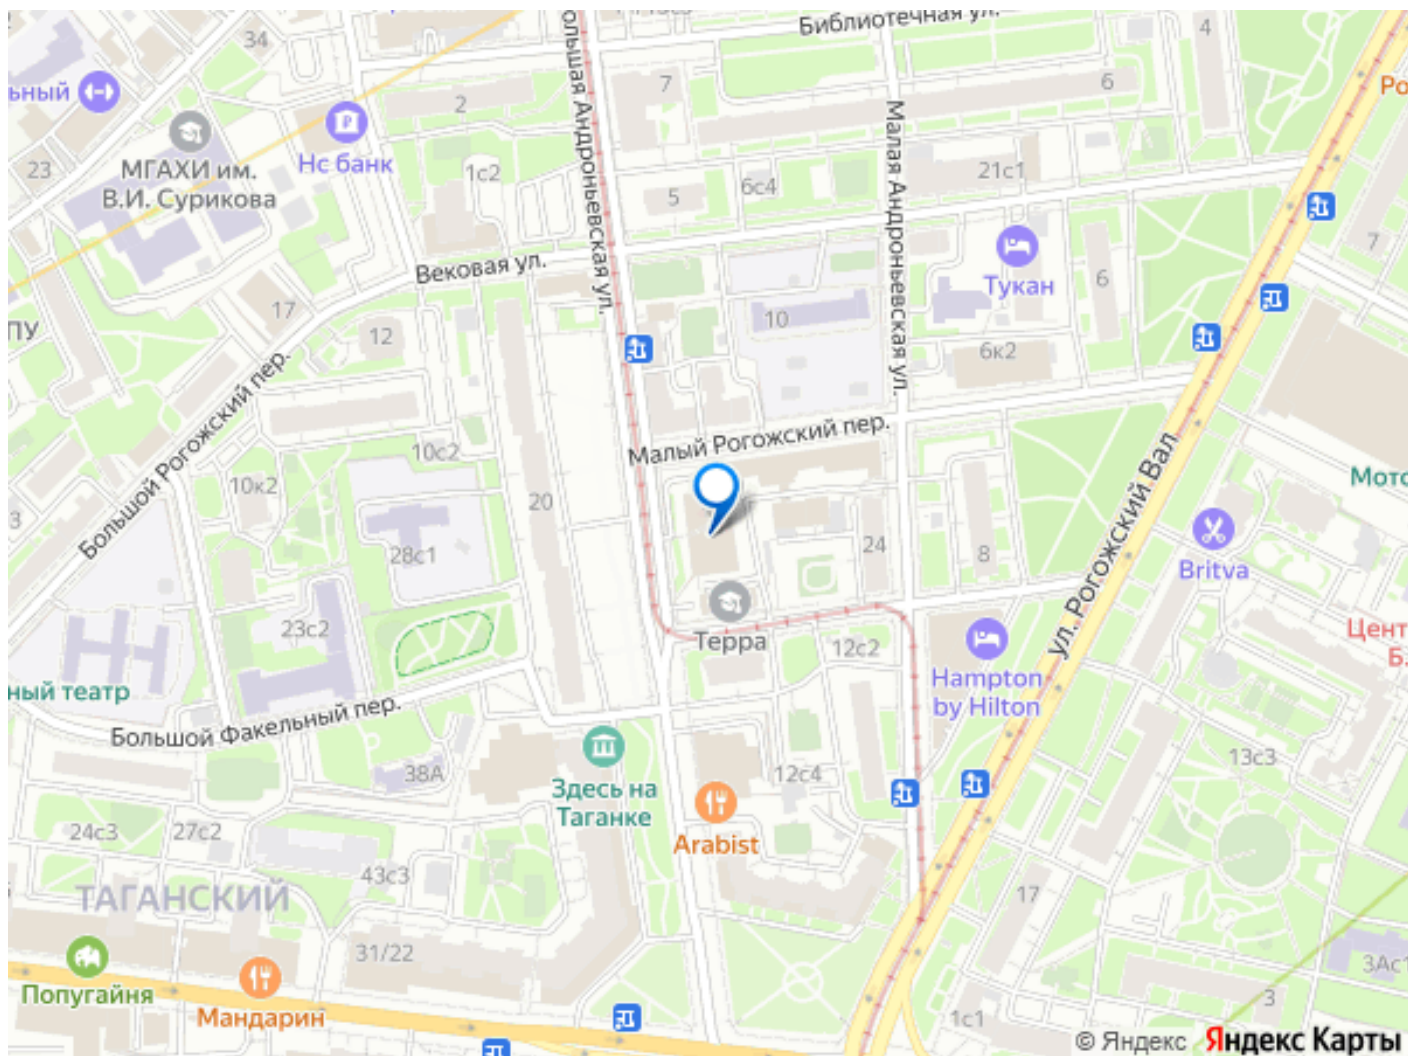 Библиотечная ул.
4
34
льный
7
2
6
Ро
Нс банк
МГАХИ им.
В.И. Сурикова
23
1с2
5
6с4
21с1
Большая Андроньевская ул.
Малая Андроньевская ул.
7
Вековая ул.
Тукан
6
17
ПУ
12
10
6к2
Большой Рогожский пер.
Малый Рогожский пер.
10с2
10к2
20
Мото
3
28с1
24
8
Britva
ул. Рогожский Вал
23с2
Терра
12с2
Цент
Б.
Hampton
by Hilton
ный театр
Большой Факельный пер.
38А
Здесь на
Таганке
12с4
13с3
Arabist
24с3
27с2
43с3
ТАГАНСКИЙ
17
31/22
Попугайня
Мандарин
3Ас1
3
1с1
© Яндекс Яндекс Карты